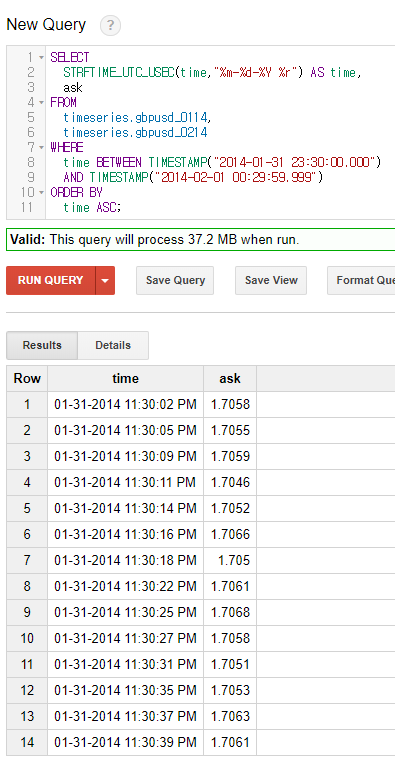 New Query ?
1 SELECT
2 STRFTIME_UTC_USEC(time,"%m-%d-%Y %r") AS time,
3 ask
4 FROM
5 timeseries.gbpusd_0114,
6 timeseries.gbpusd_0214
7 WHERE
8 time BETWEEN TIMESTAMP("2014-01-31 23:30:00.000")
9 AND TIMESTAMP("2014-02-01 00:29:59.999")
10 ORDER BY
11 time ASC;
Valid: This query will process 37.2 MB when run.
RUN QUERY Save Query Save View Format Que
Results Details
Row time ask
1 01-31-2014 11:30:02 PM 1.7058
2 01-31-2014 11:30:05 PM 1.7055
3 01-31-2014 11:30:09 PM 1.7059
4 01-31-2014 11:30:11 PM 1.7046
5 01-31-2014 11:30:14 PM 1.7052
6 01-31-2014 11:30:16 PM 1.7066
7 01-31-2014 11:30:18 PM 1.705
8 01-31-2014 11:30:22 PM 1.7061
9 01-31-2014 11:30:25 PM 1.7068
10 01-31-2014 11:30:27 PM 1.7058
11 01-31-2014 11:30:31 PM 1.7051
12 01-31-2014 11:30:35 PM 1.7053
13 01-31-2014 11:30:37 PM 1.7063
14 01-31-2014 11:30:39 PM 1.7061